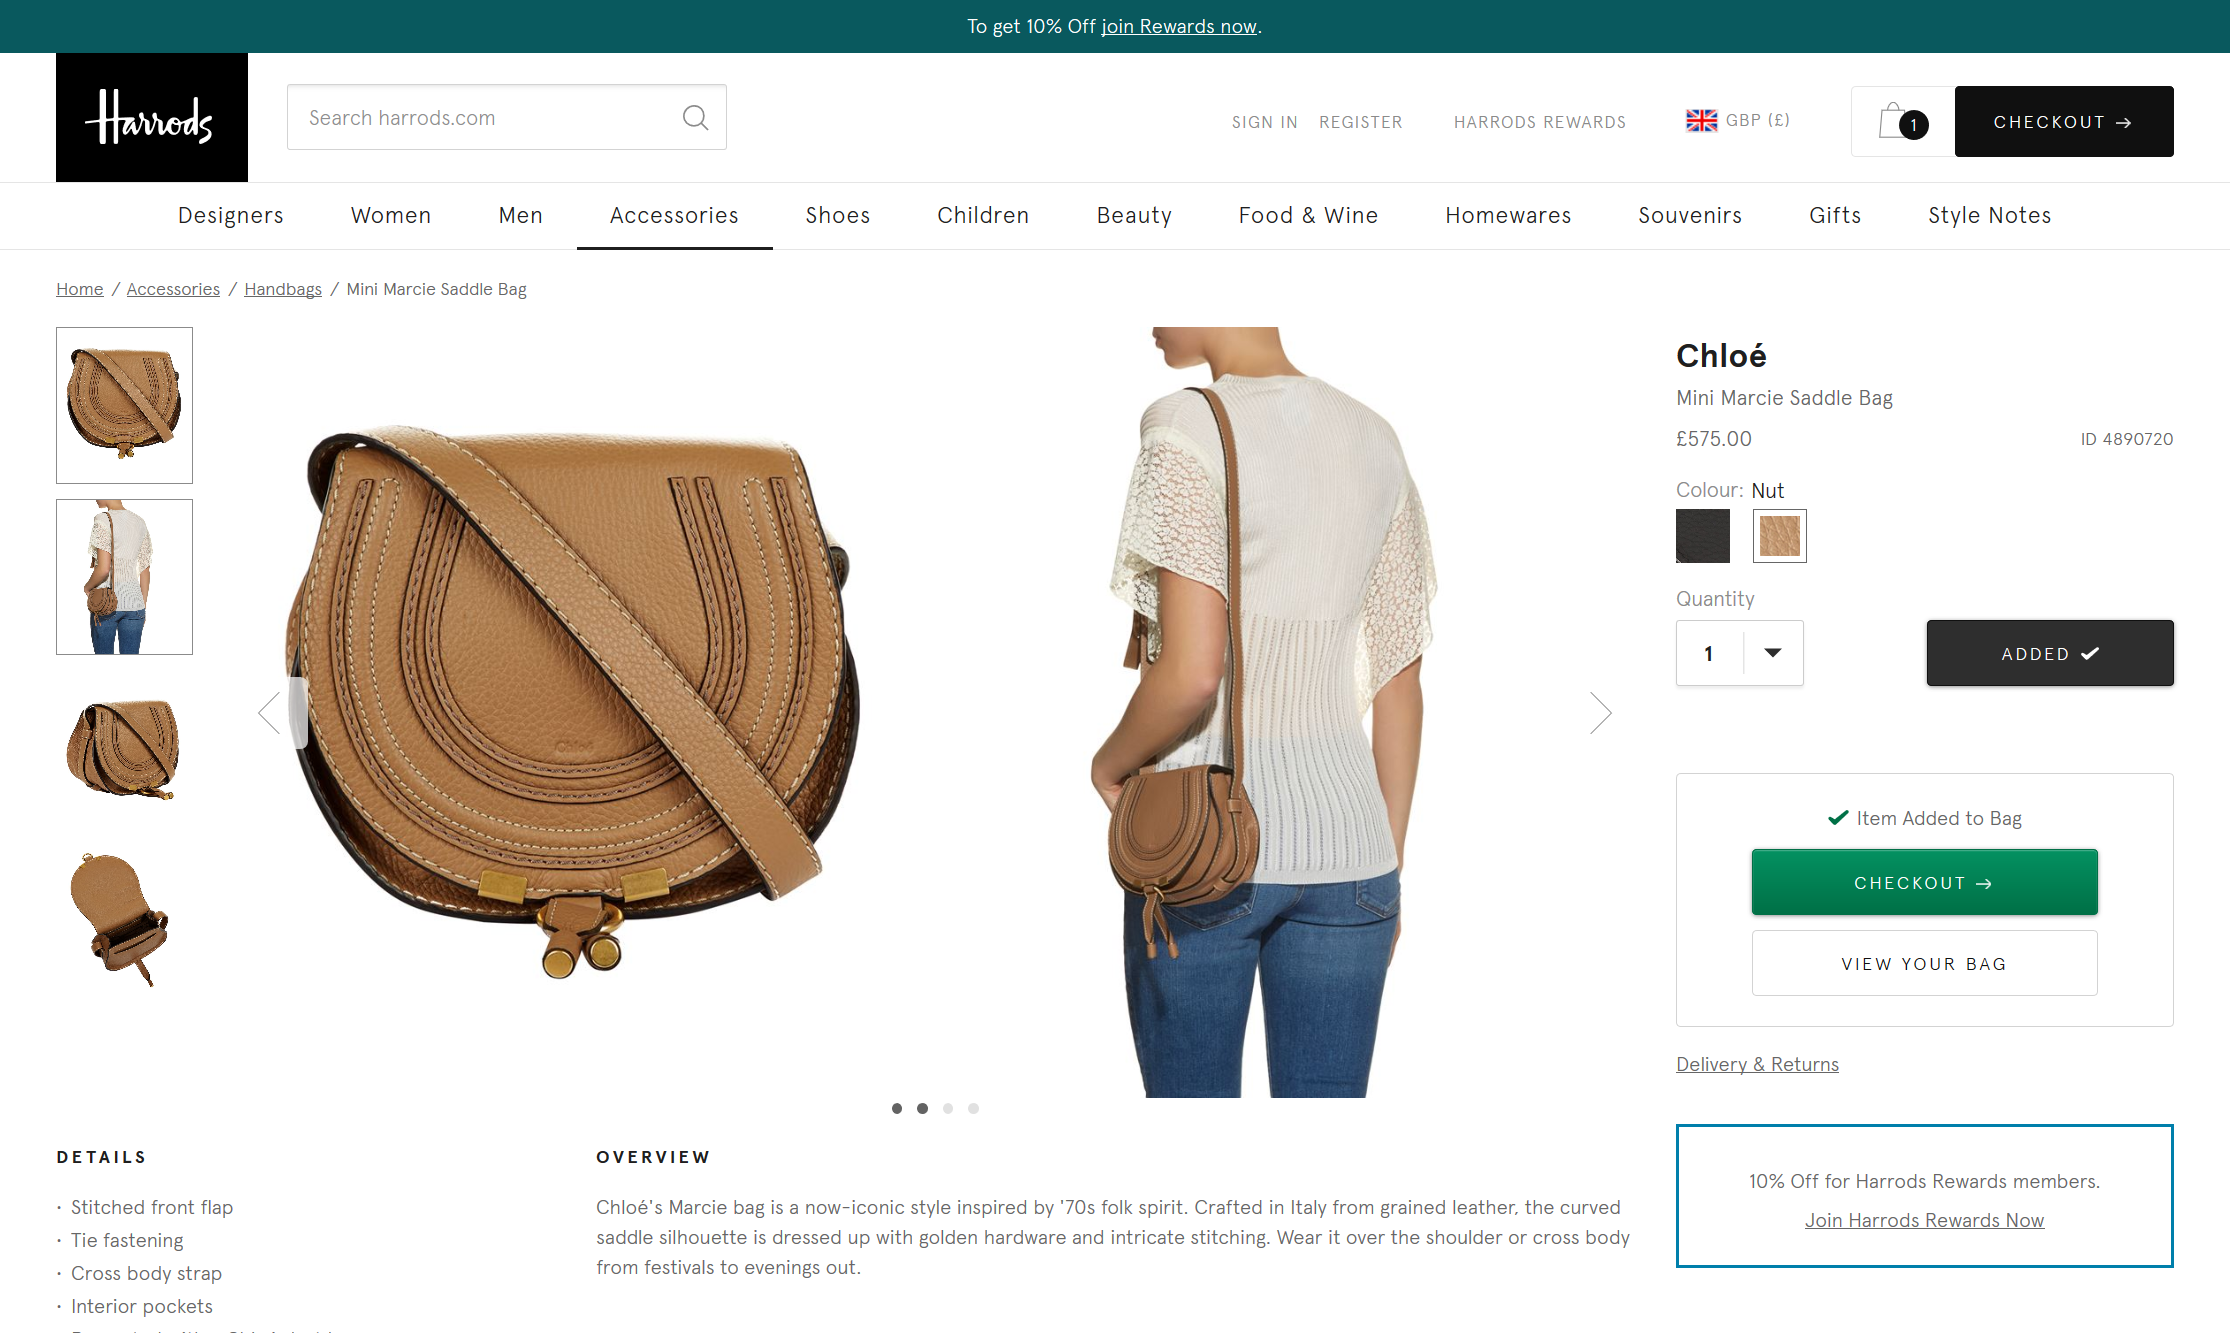 To get 10% Off join Rewards now.
Harrods
Search harrods.com
SIGN IN
REGISTER
HARRODS REWARDS
GBP (£)
1
CHECKOUT →
Designers
Women
Men
Accessories
Shoes
Children
Beauty
Food & Wine
Homewares
Souvenirs
Gifts
Style Notes
Home / Accessories / Handbags / Mini Marcie Saddle Bag
Chloé
Chloé
Mini Marcie Saddle Bag
£575.00
ID 4890720
Colour: Nut
Quantity
1
ADDED
Item Added to Bag
CHECKOUT →
VIEW YOUR BAG
Delivery & Returns
10% Off for Harrods Rewards members.
Join Harrods Rewards Now
DETAILS
· Stitched front flap
· Tie fastening
· Cross body strap
· Interior pockets
OVERVIEW
Chloé's Marcie bag is a now-iconic style inspired by '70s folk spirit. Crafted in Italy from grained leather, the curved
saddle silhouette is dressed up with golden hardware and intricate stitching. Wear it over the shoulder or cross body
from festivals to evenings out.